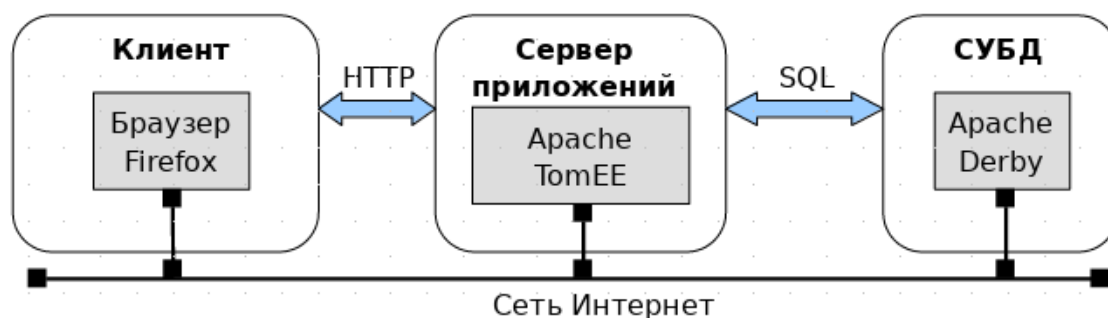 Клиент
HTTP
Браузер
Firefox
Сервер
приложений
Apache
TomEE
SQL
СУБД
Apache
Derby
Сеть Интернет